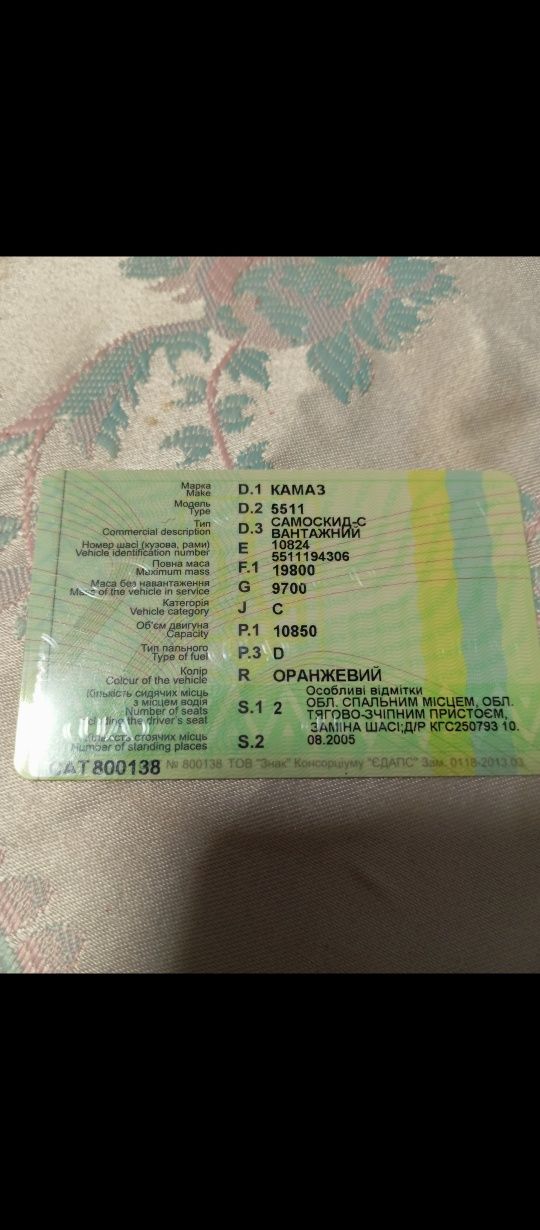 Марка
Make
D.1 КАМАЗ
Модель
Type
D.2 5511
Тип
Commercial description
D.3 САМОСКИД-С
ВАНТАЖНИЙ
Номер шасі (кузова, рами)
Vehicle identification number
E 10824
5511194306
Повна маса
Maximum mass
F.1 19800
Маса без навантаження
Mass of the vehicle in service
G 9700
Категорія
Vehicle category
J C
Об'єм двигуна
Capacity
P.1 10850
Тип пального
Type of fuel
P.3 D
Колір
Colour of the vehicle
R ОРАНЖЕВИЙ
Кількість сидячих місць
з місцем водія
Number of seats
including the driver's seat
S.1 2
Особливі відмітки
ОБЛ. СПАЛЬНИМ МІСЦЕМ, ОБЛ.
ТЯГОВО-ЗЧІПНИМ ПРИСТОЄМ,
ЗАМІНА ШАСІ;Д/Р КГС250793 10.
08.2005
Кількість стоячих місць
Number of standing places
S.2
САТ 800138
№ 800138 ТОВ "Знак" Консорціуму "ЄДАПС" Зам. 0118-2013.03